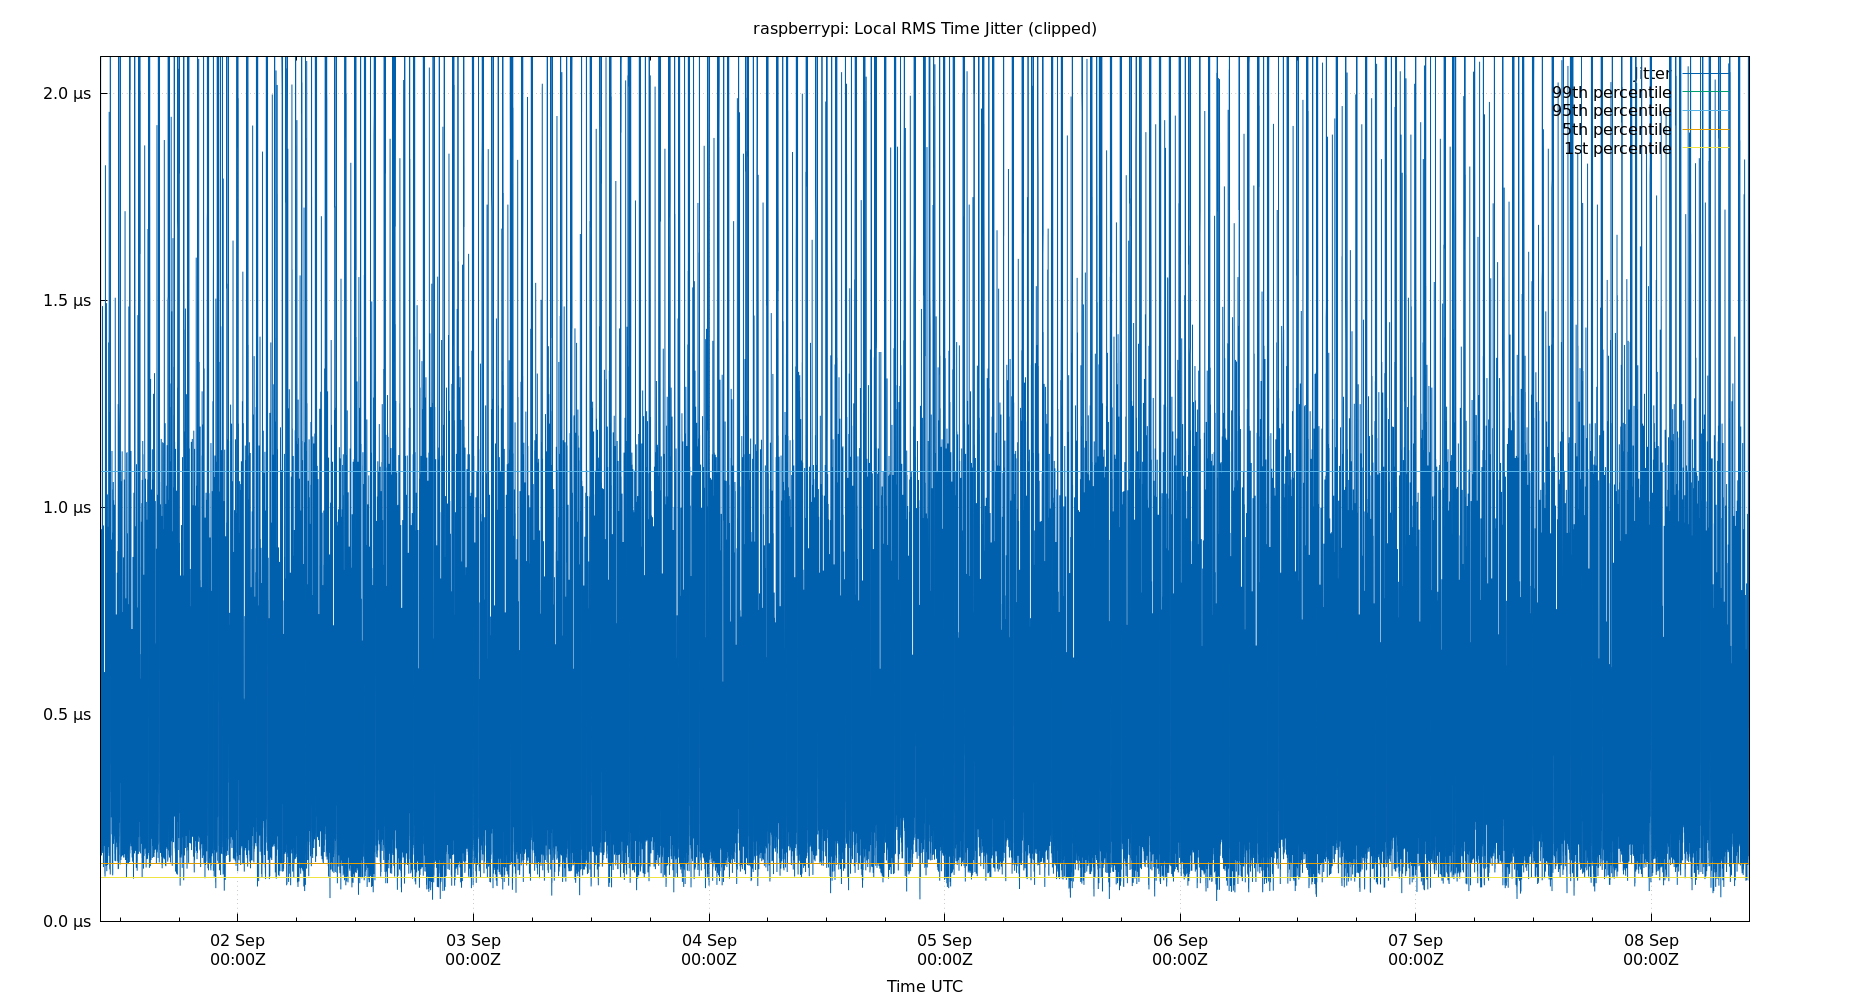 raspberrypi: Local RMS Time Jitter (clipped)
2.0 µs
1.5 µs
1.0 µs
0.5 µs
0.0 µs
jitter
99th percentile
95th percentile
5th percentile
1st percentile
02 Sep
00:00Z
03 Sep
00:00Z
04 Sep
00:00Z
05 Sep
00:00Z
06 Sep
00:00Z
07 Sep
00:00Z
08 Sep
00:00Z
Time UTC